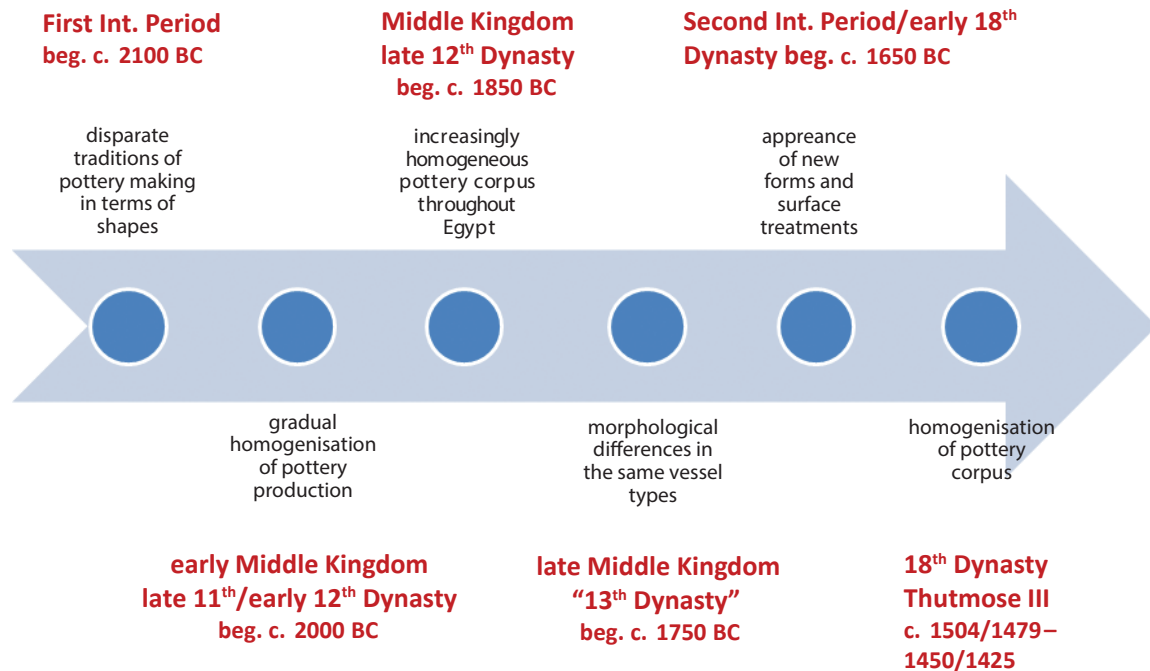 First Int. Period
beg. c. 2100 BC
Middle Kingdom
late 12th Dynasty
beg. c. 1850 BC
Second Int. Period/early 18th
Dynasty beg. c. 1650 BC
disparate
traditions of
pottery making
in terms of
shapes
increasingly
homogeneous
pottery corpus
throughout
Egypt
appreance
of new
forms and
surface
treatments
gradual
homogenisation
of pottery
production
morphological
differences in
the same vessel
types
homogenisation
of pottery
corpus
early Middle Kingdom
late 11th/early 12th Dynasty
beg. c. 2000 BC
late Middle Kingdom
“13th Dynasty”
beg. c. 1750 BC
18th Dynasty
Thutmose III
c. 1504/1479–
1450/1425